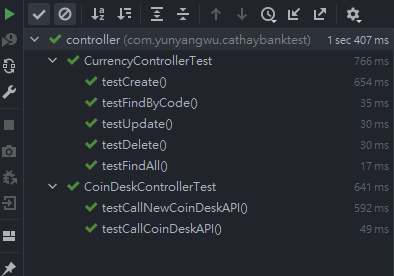 controller (com.yunyangwu.cathaybanktest) 1 sec 407 ms
CurrencyControllerTest 766 ms
testCreate() 654 ms
testFindByCode() 35 ms
testUpdate() 30 ms
testDelete() 30 ms
testFindAll() 17 ms
CoinDeskControllerTest 641 ms
testCallNewCoinDeskAPI() 592 ms
testCallCoinDeskAPI() 49 ms